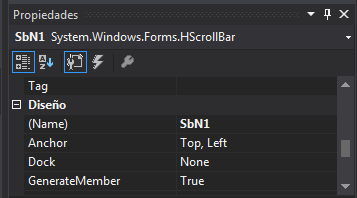 Propiedades
SbN1 System.Windows.Forms.HScrollBar
Tag
Diseño
(Name) SbN1
Anchor Top, Left
Dock None
GenerateMember True